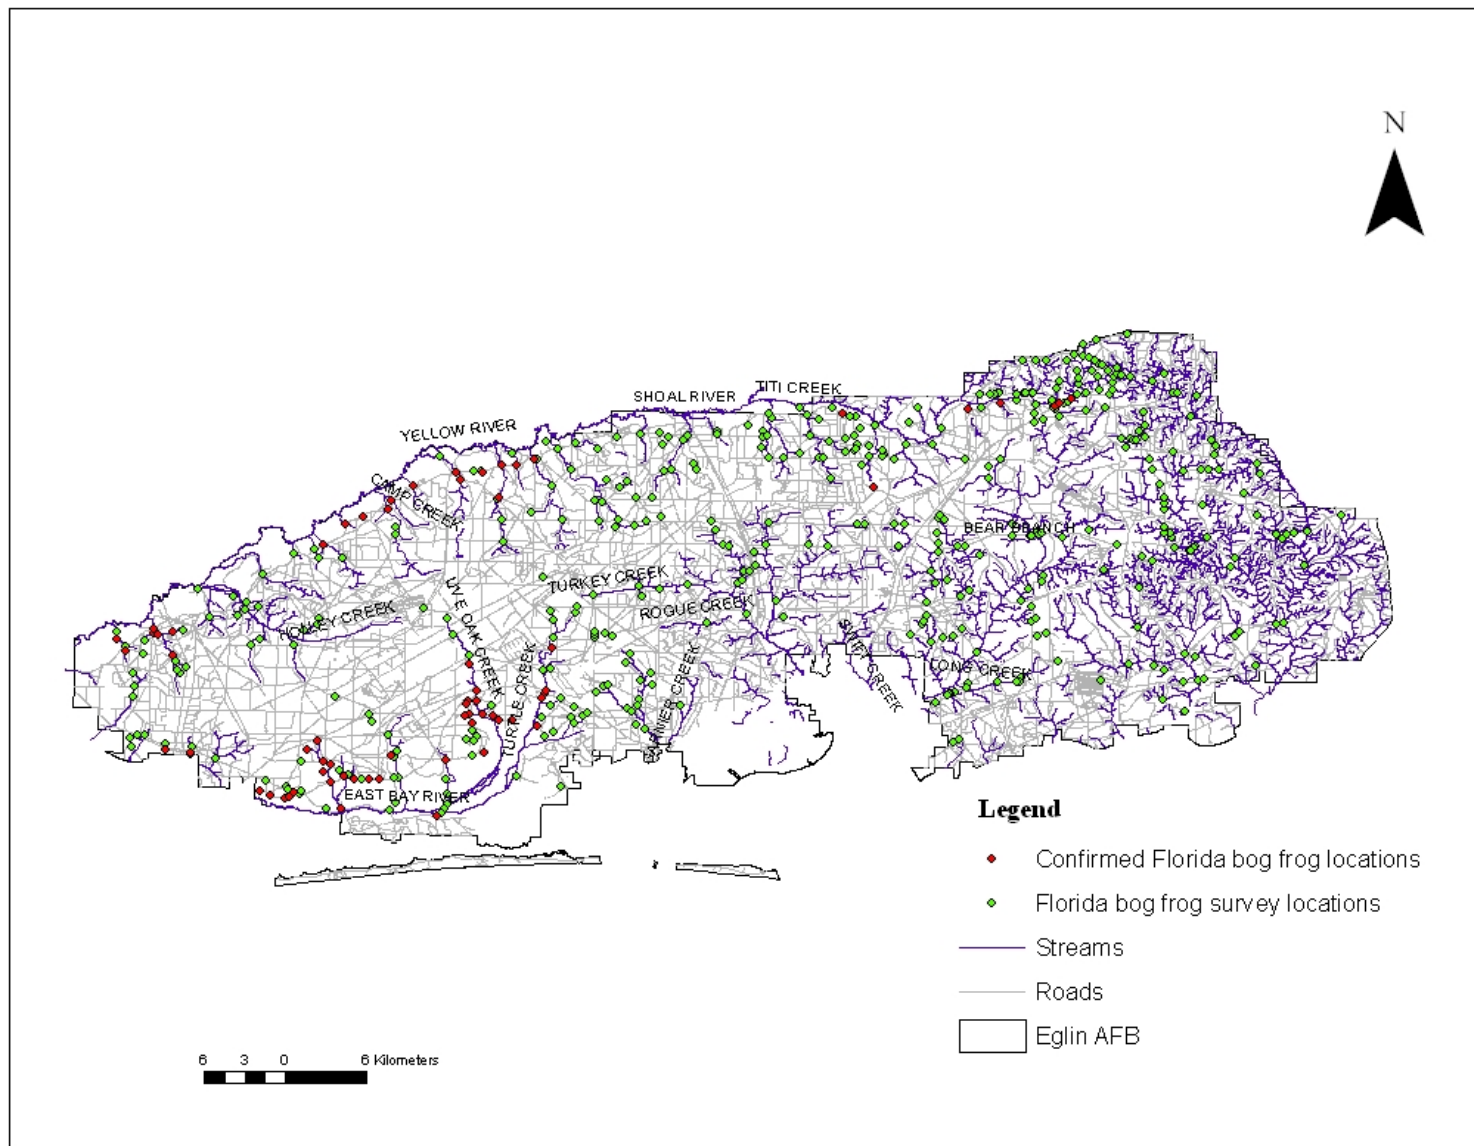 N
TITI CREEK
SHOAL RIVER
YELLOW RIVER
CAMP CREEK
BEAR BRANCH
TURKEY CREEK
ROGUE CREEK
LIVE OAK CREEK
TURTLE CREEK
SWIFT CREEK
LONG CREEK
EAST BAY RIVER
Legend
Confirmed Florida bog frog locations
Florida bog frog survey locations
Streams
Roads
Eglin AFB
6 3 0 6 Kilometers